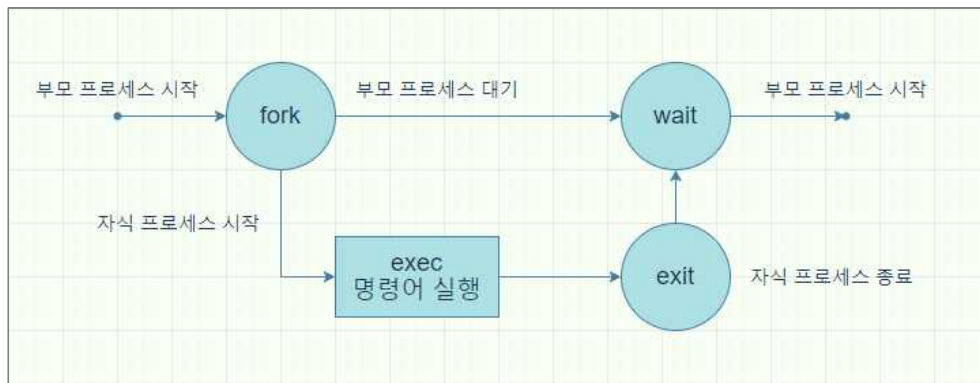 부모 프로세스 시작
fork
부모 프로세스 대기
wait
부모 프로세스 시작
자식 프로세스 시작
exec
명령어 실행
exit
자식 프로세스 종료